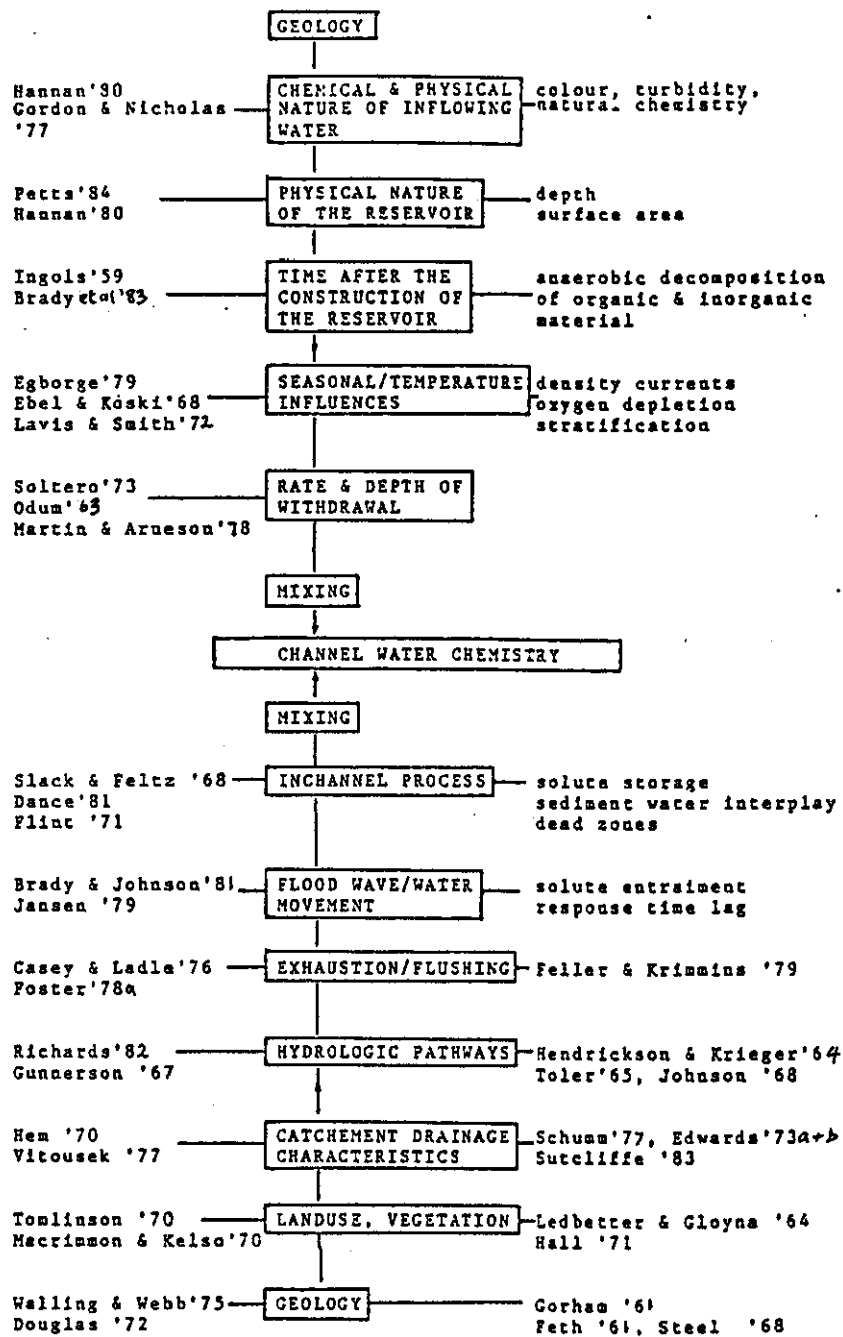 GEOLOGY
Hannan'80
Gordon & Nicholas
'77
CHEMICAL & PHYSICAL
NATURE OF INFLOWING
WATER
colour, turbidity,
natural chemistry.
Petts'84
Hannan'80
PHYSICAL NATURE
OF THE RESERVOIR
depth
surface area
Ingols'59
Brady et al '83
TIME AFTER THE
CONSTRUCTION OF
THE RESERVOIR
anaerobic decomposition
of organic & inorganic
material
Egborge'79
Ebel & Koski'68
Lavis & Smith'72
SEASONAL/TEMPERATURE
INFLUENCES
density currents
oxygen depletion
stratification
Soltero'73
Odum'63
Martin & Arneson'78
RATE & DEPTH OF
WITHDRAWAL
MIXING
CHANNEL WATER CHEMISTRY
MIXING
Slack & Feltz '68
Dance'81
Flint '71
INCHANNEL PROCESS
solute storage
sediment water interplay
dead zones
Brady & Johnson'81
Jansen '79
FLOOD WAVE/WATER
MOVEMENT
solute entraiment
response time lag
Casey & Ladle'76
Foster'78a
EXHAUSTION/FLUSHING
Feller & Krimmins '79
Richards'82
Gunnerson '67
HYDROLOGIC PATHWAYS
Hendrickson & Krieger'64
Toler'65, Johnson '68
Hem '70
Vitousek '77
CATCHEMENT DRAINAGE
CHARACTERISTICS
Schumm'77, Edwards'73a+b
Sutcliffe '83
Tomlinson '70
Macrimmon & Kelso'70
LANDUSE, VEGETATION
Ledbetter & Gloyna '64
Hall '71
Walling & Webb'75
Douglas '72
GEOLOGY
Gorham '61
Feth '61, Steel '68